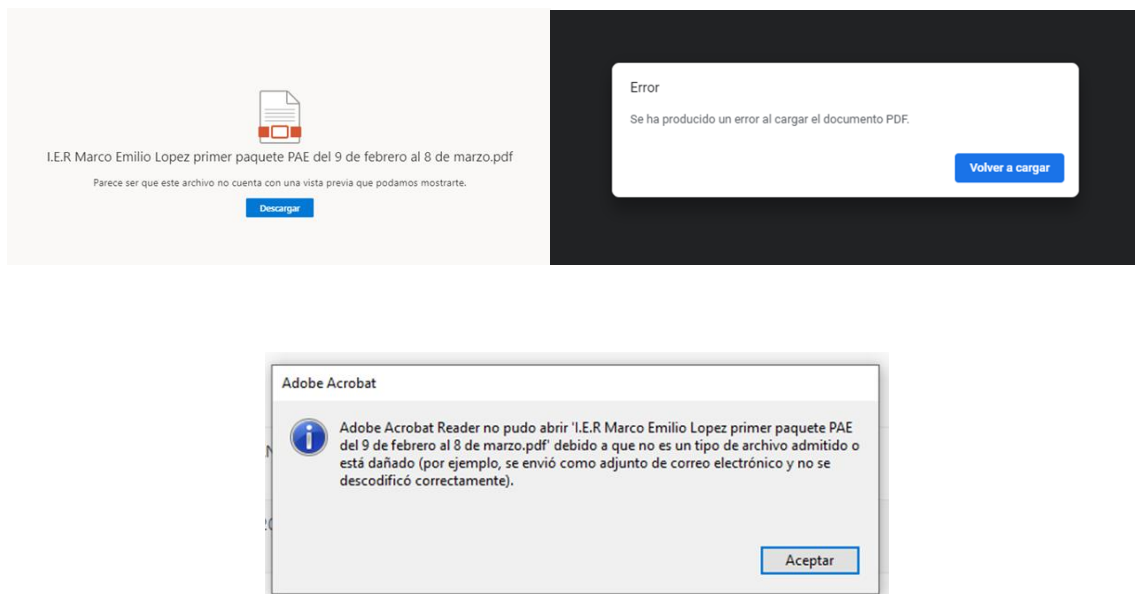 I.E.R Marco Emilio Lopez primer paquete PAE del 9 de febrero al 8 de marzo.pdf
Parece ser que este archivo no cuenta con una vista previa que podamos mostrarte.
Descargar
Error
Se ha producido un error al cargar el documento PDF.
Volver a cargar
Adobe Acrobat
Adobe Acrobat Reader no pudo abrir 'I.E.R Marco Emilio Lopez primer paquete PAE
del 9 de febrero al 8 de marzo.pdf' debido a que no es un tipo de archivo admitido o
está dañado (por ejemplo, se envió como adjunto de correo electrónico y no se
descodificó correctamente).
Aceptar